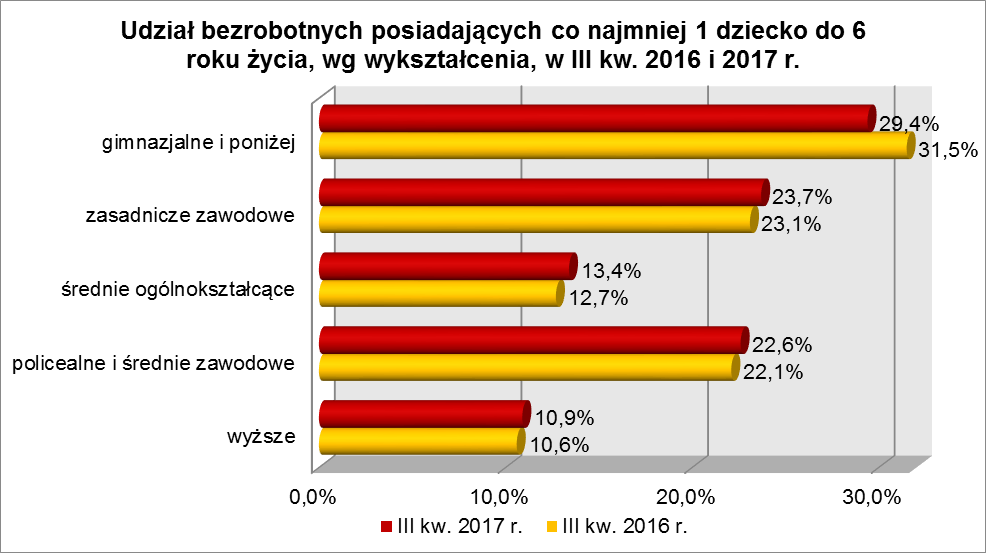 Udział bezrobotnych posiadających co najmniej 1 dziecko do 6
roku życia, wg wykształcenia, w III kw. 2016 i 2017 r.
gimnazjalne i poniżej
29,4%
31,5%
zasadnicze zawodowe
23,7%
23,1%
średnie ogólnokształcące
13,4%
12,7%
policealne i średnie zawodowe
22,6%
22,1%
wyższe
10,9%
10,6%
0,0% 10,0% 20,0% 30,0%
III kw. 2017 r. III kw. 2016 r.